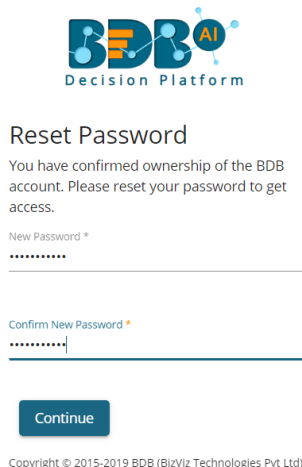 BDB AI
Decision Platform
Reset Password
You have confirmed ownership of the BDB
account. Please reset your password to get
access.
New Password *
•••••••••••
Confirm New Password *
•••••••••••
Continue
Copyright © 2015-2019 BDB (BizViz Technologies Pvt Ltd)